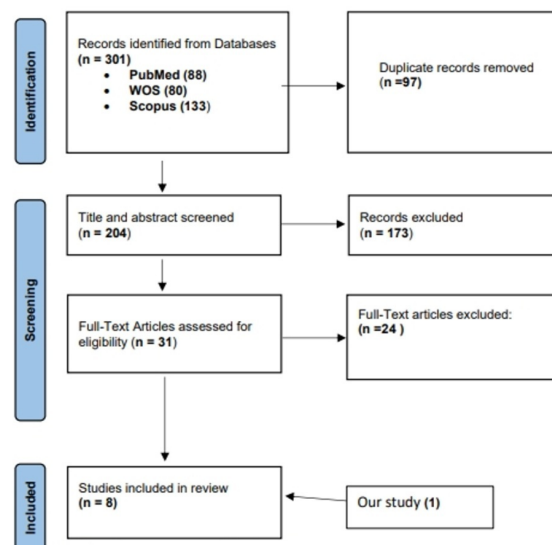 Identification
Records identified from Databases
(n = 301)
• PubMed (88)
• WOS (80)
• Scopus (133)
Duplicate records removed
(n =97)
Screening
Title and abstract screened
(n = 204)
Records excluded
(n = 173)
Full-Text Articles assessed for
eligibility (n = 31)
Full-Text articles excluded:
(n =24 )
Included
Studies included in review
(n = 8)
Our study (1)